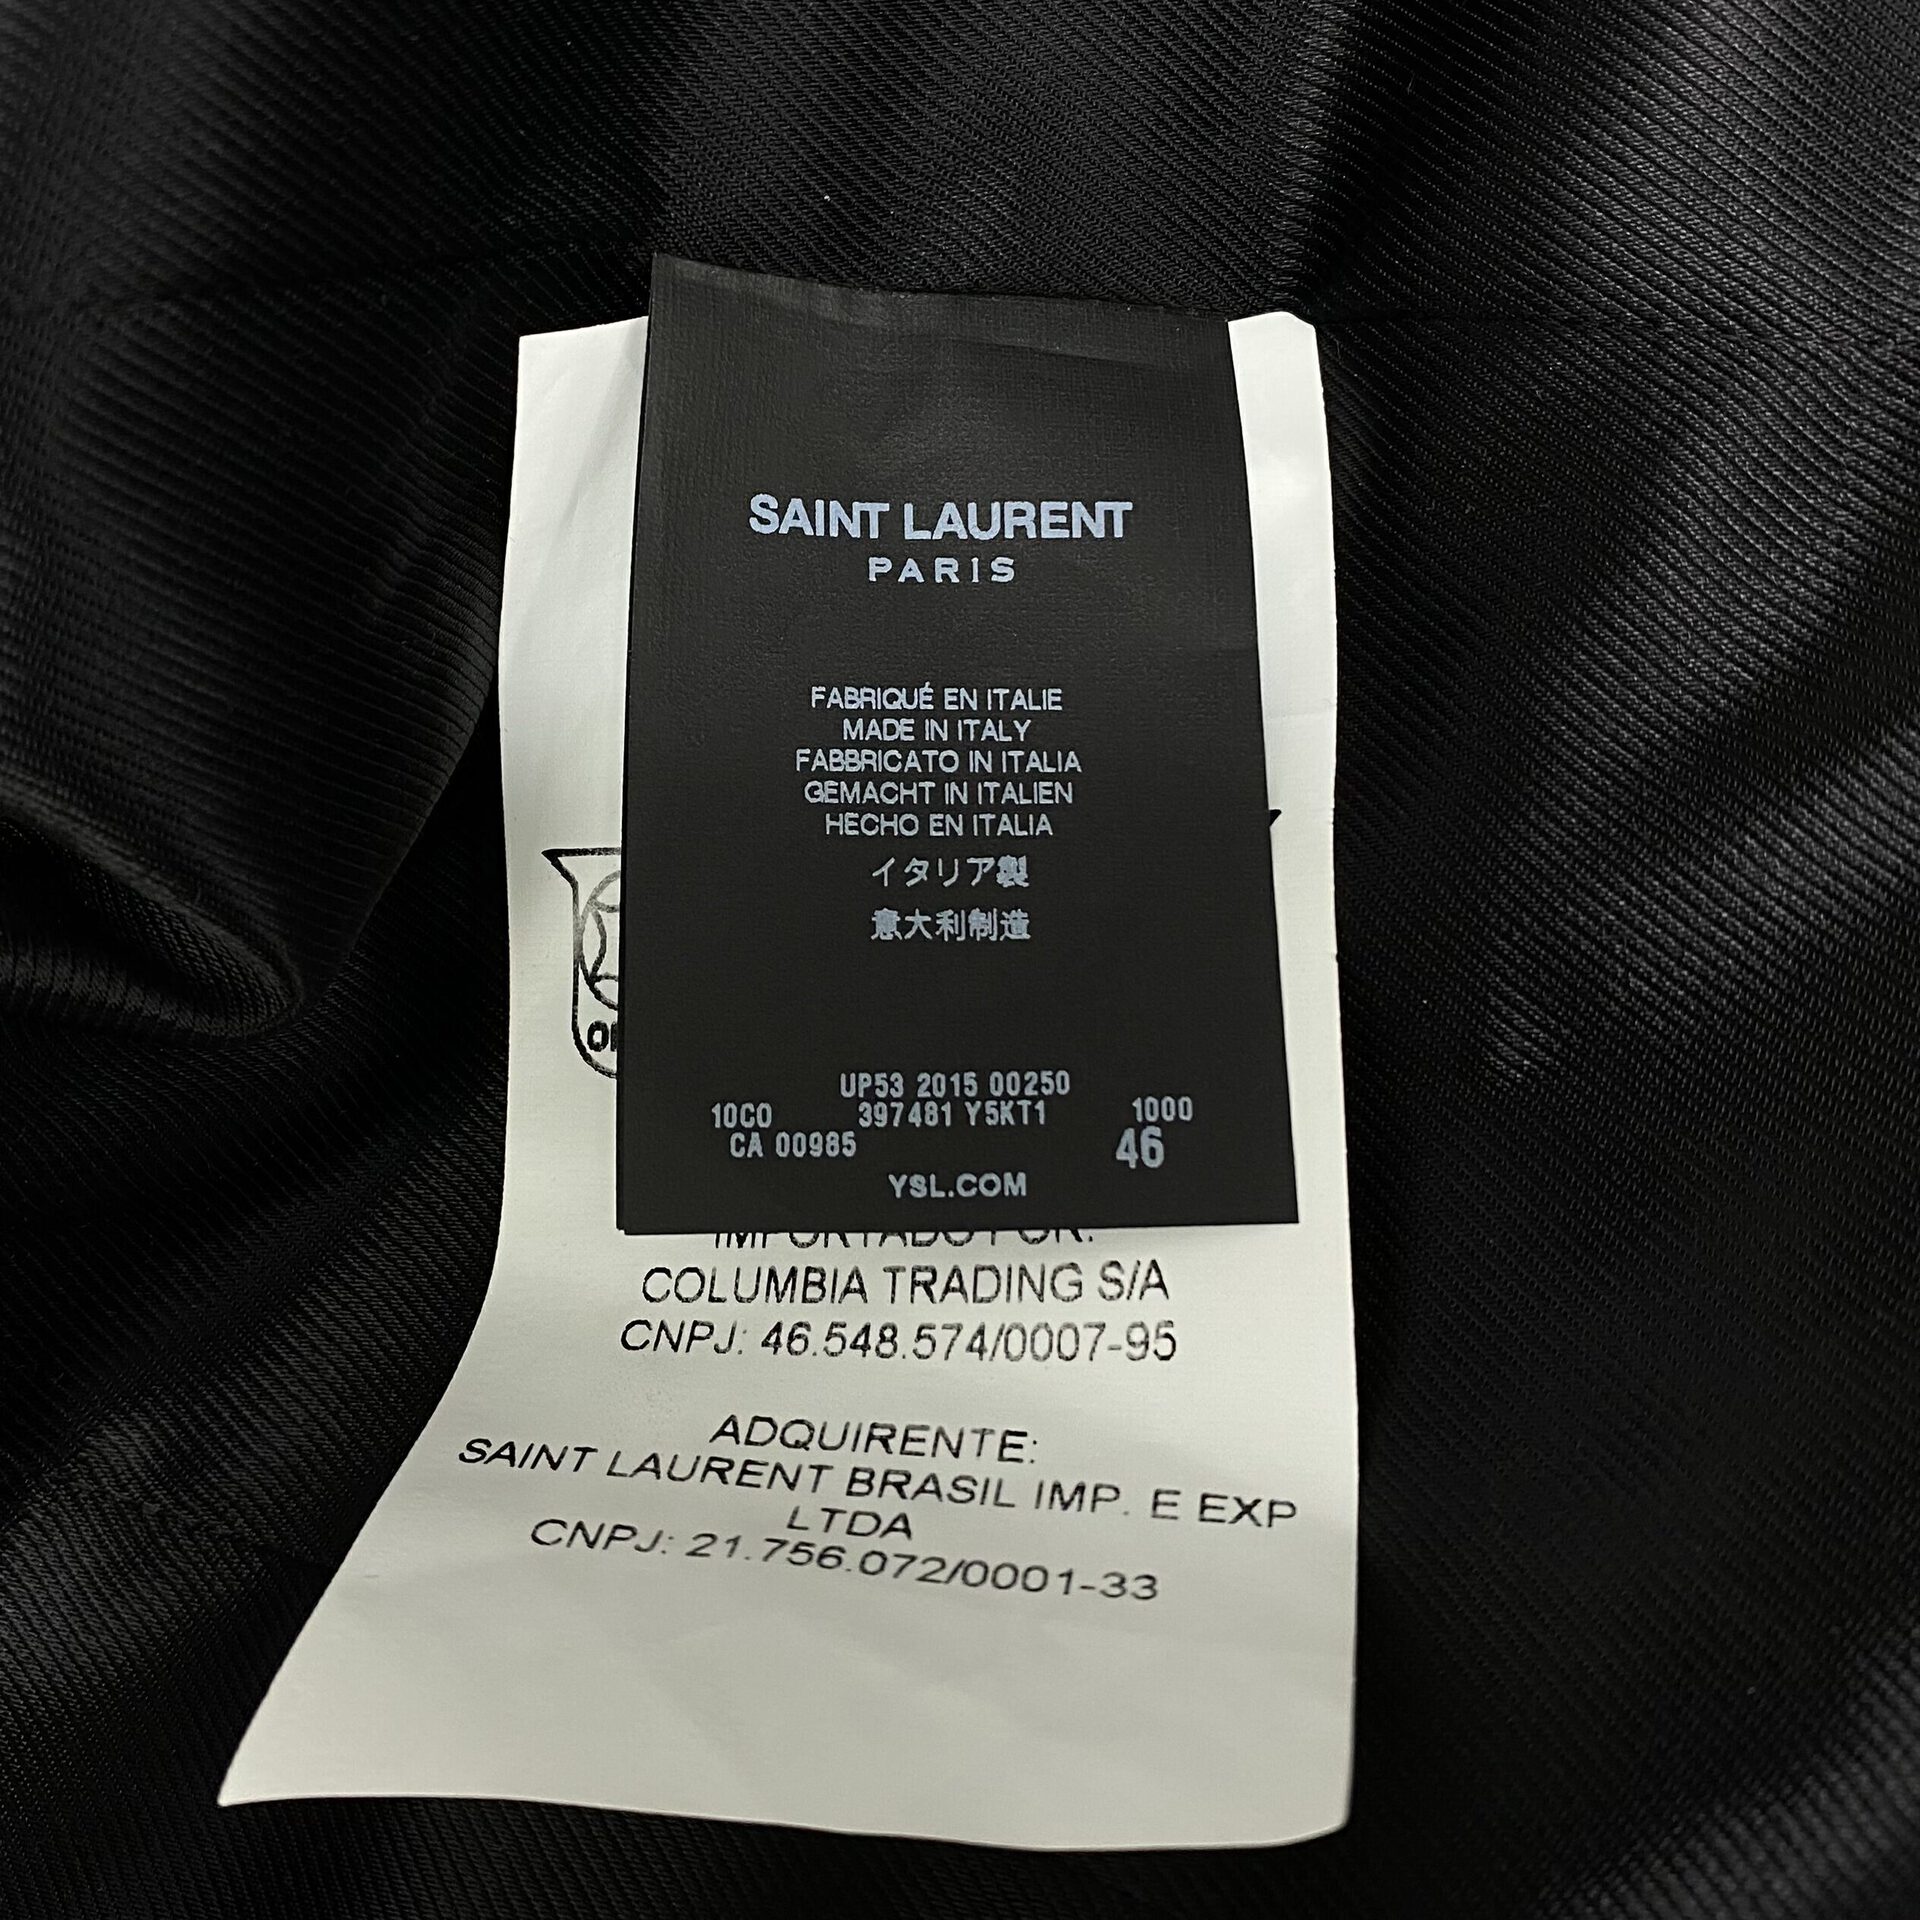 SAINT LAURENT
PARIS
FABRIQUÉ EN ITALIE
MADE IN ITALY
FABBRICATO IN ITALIA
GEMACHT IN ITALIEN
HECHO EN ITALIA
イタリア製
意大利制造
UP53 2015 00250
10C0 397481 Y5KT1 1000
CA 00985 46
YSL.COM
IMPORTADO POR:
COLUMBIA TRADING S/A
CNPJ: 46.548.574/0007-95
ADQUIRENTE:
SAINT LAURENT BRASIL IMP. E EXP
LTDA
CNPJ: 21.756.072/0001-33